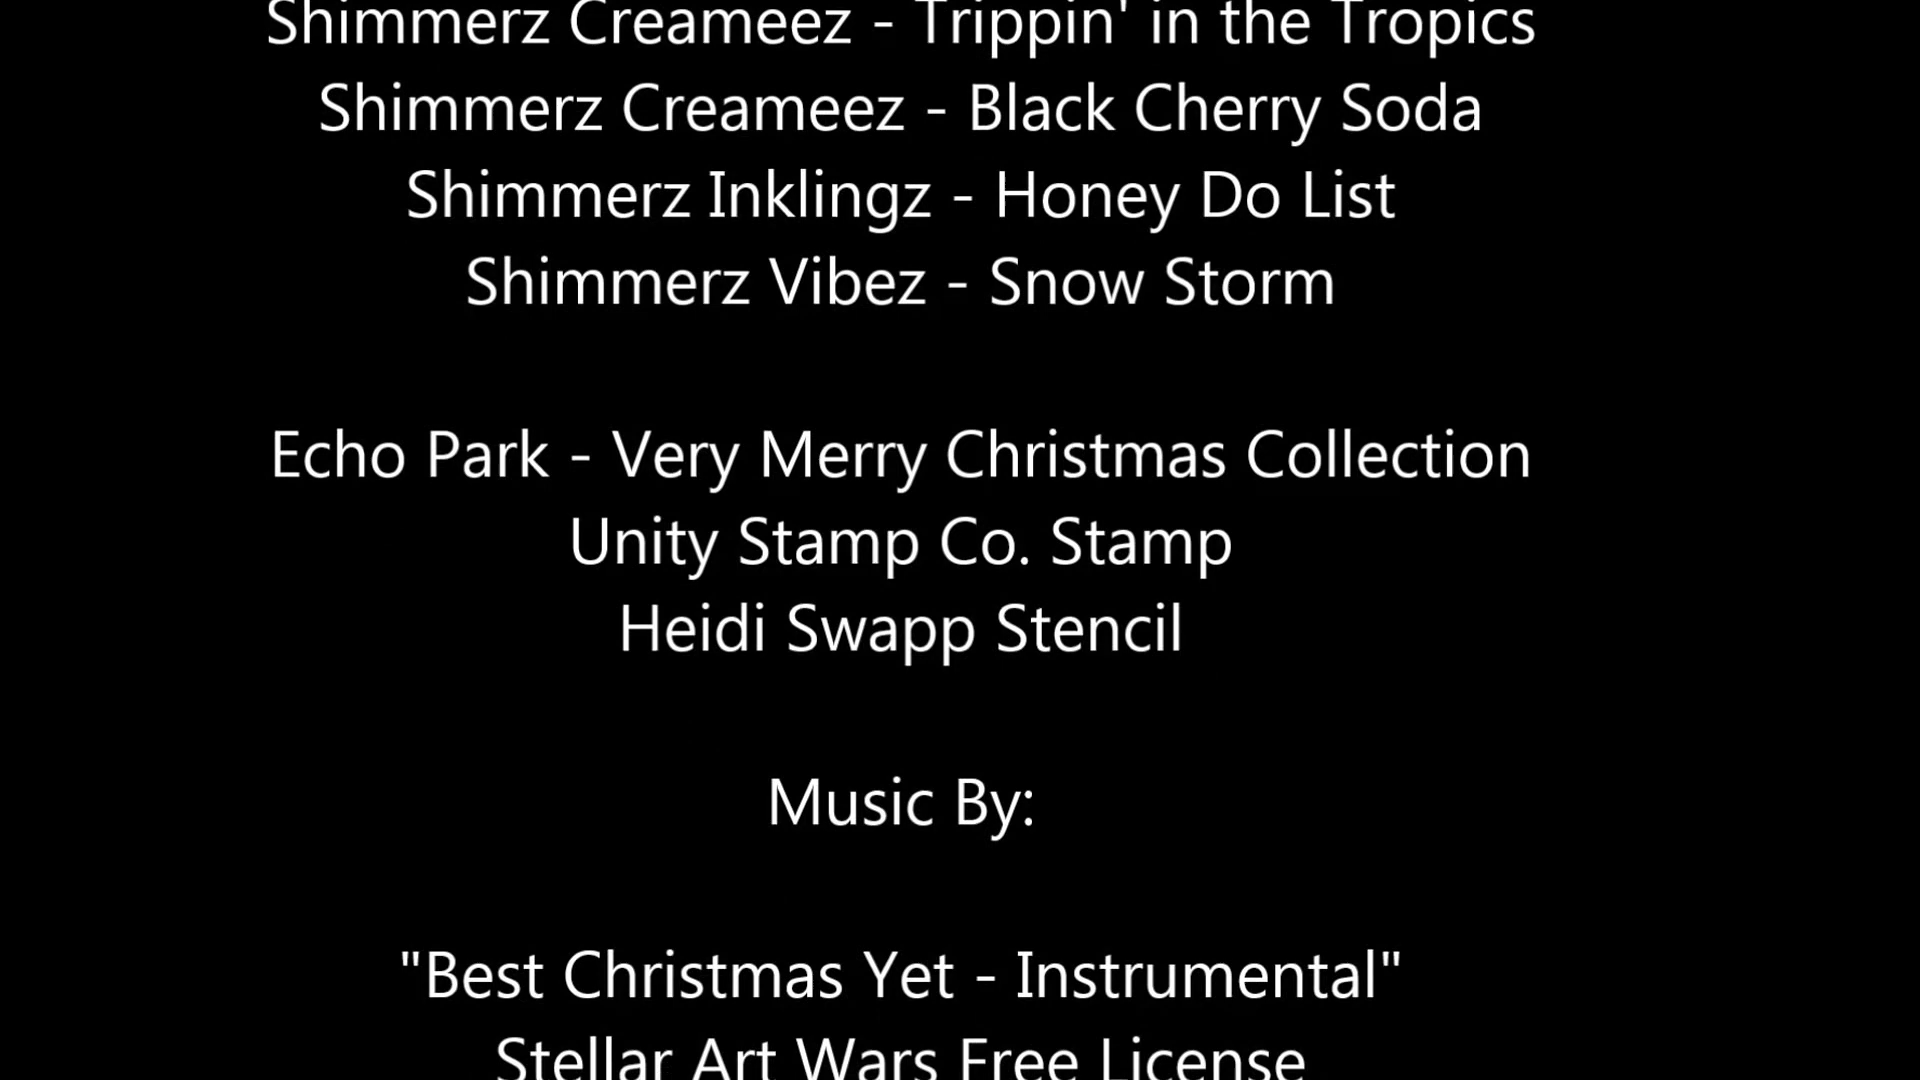 Shimmerz Creameez - Trippin' in the Tropics
Shimmerz Creameez - Black Cherry Soda
Shimmerz Inklingz - Honey Do List
Shimmerz Vibez - Snow Storm
Echo Park - Very Merry Christmas Collection
Unity Stamp Co. Stamp
Heidi Swapp Stencil
Music By:
"Best Christmas Yet - Instrumental"
Stellar Art Wars Free License